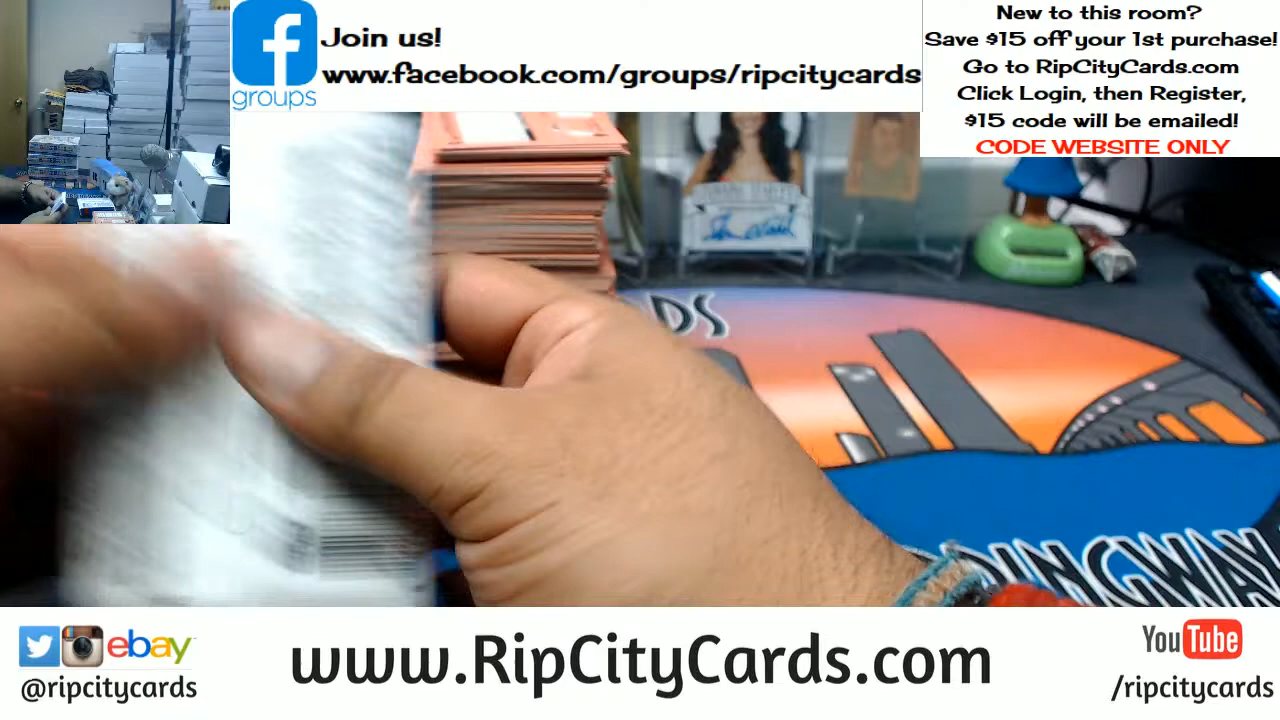 groups
Join us!
www.facebook.com/groups/ripcitycards
New to this room?
Save $15 off your 1st purchase!
Go to RipCityCards.com
Click Login, then Register,
$15 code will be emailed!
CODE WEBSITE ONLY
DS
DINGWAY
ebay
@ripcitycards
www.RipCityCards.com
YouTube
/ripcitycards